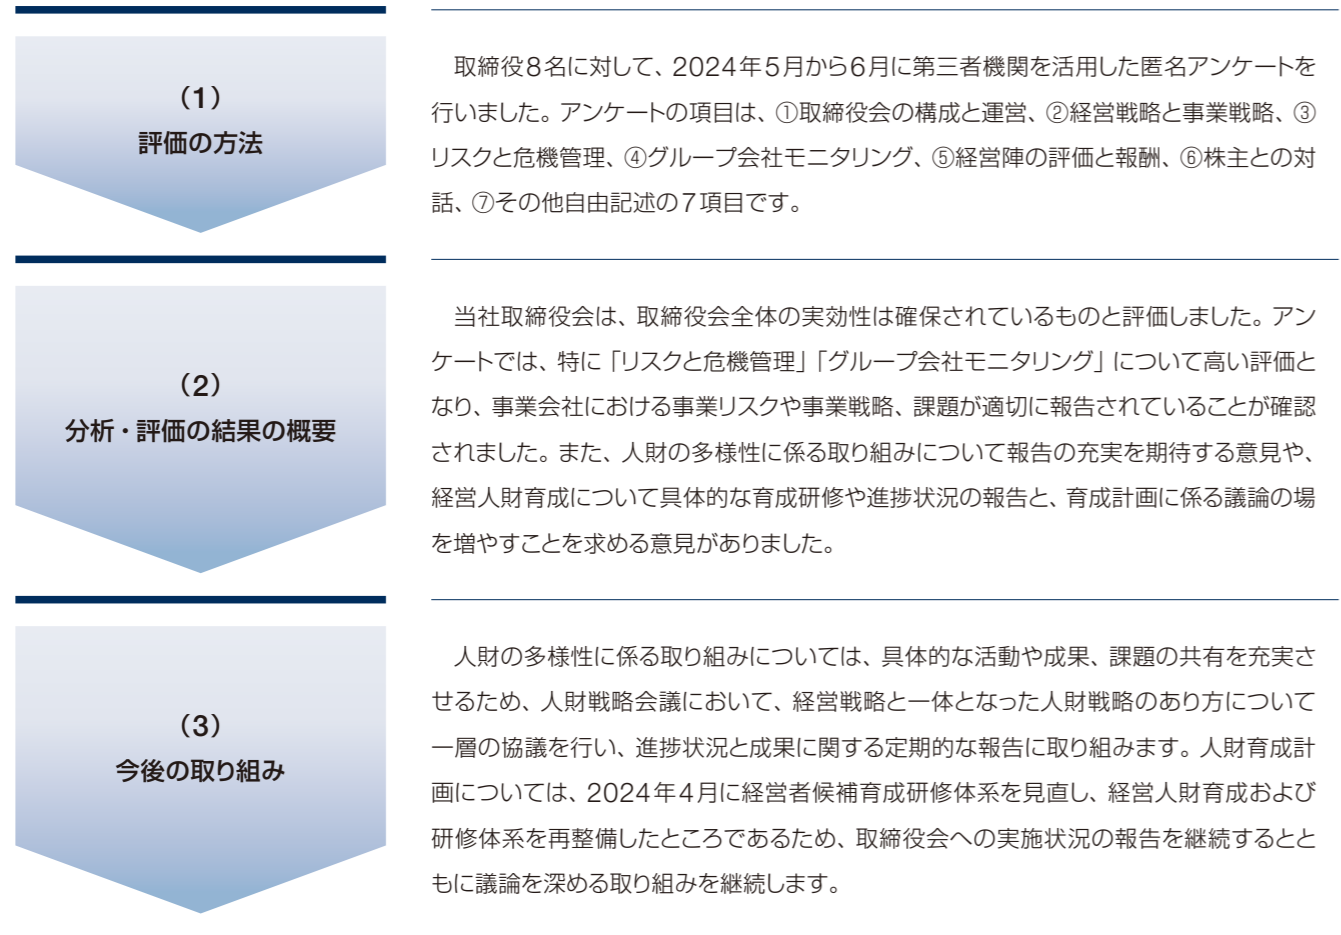 (1)
評価の方法
取締役8名に対して、2024年5月から6月に第三者機関を活用した匿名アンケートを
行いました。アンケートの項目は、①取締役会の構成と運営、②経営戦略と事業戦略、③
リスクと危機管理、④グループ会社モニタリング、⑤経営陣の評価と報酬、⑥株主との対
話、⑦その他自由記述の7項目です。
(2)
分析・評価の結果の概要
当社取締役会は、取締役会全体の実効性は確保されているものと評価しました。アン
ケートでは、特に「リスクと危機管理」「グループ会社モニタリング」について高い評価と
なり、事業会社における事業リスクや事業戦略、課題が適切に報告されていることが確認
されました。また、人財の多様性に係る取り組みについて報告の充実を期待する意見や、
経営人財育成について具体的な育成研修や進捗状況の報告と、育成計画に係る議論の場
を増やすことを求める意見がありました。
(3)
今後の取り組み
人財の多様性に係る取り組みについては、具体的な活動や成果、課題の共有を充実さ
せるため、人財戦略会議において、経営戦略と一体となった人財戦略のあり方について
一層の協議を行い、進捗状況と成果に関する定期的な報告に取り組みます。人財育成計
画については、2024年4月に経営者候補育成研修体系を見直し、経営人財育成および
研修体系を再整備したところであるため、取締役会への実施状況の報告を継続するとと
もに議論を深める取り組みを継続します。